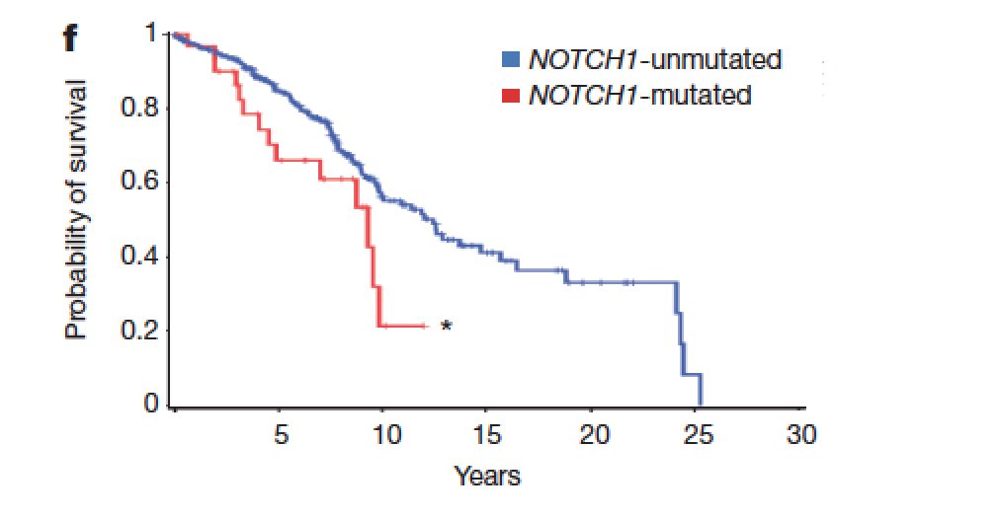 f
Probability of survival
1
0.8
0.6
0.4
0.2
0
NOTCH1-unmutated
NOTCH1-mutated
*
5 10 15 20 25 30
Years